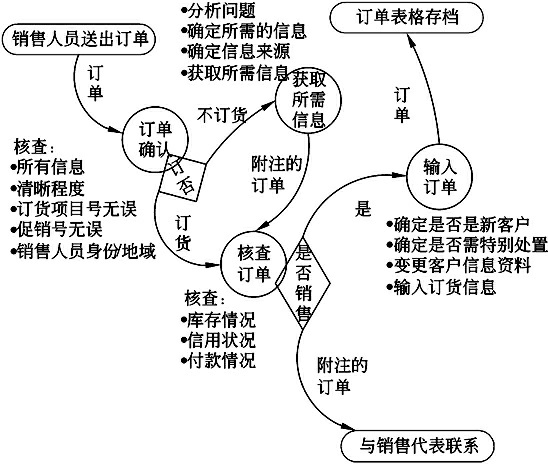 销售人员送出订单
订
单
订单
确认
核查：
•所有信息
•清晰程度
•订货项目号无误
•促销号无误
•销售人员身份/地域
订否
不订货
订
货
•分析问题
•确定所需的信息
•确定信息来源
•获取所需信息
获取
所需
信息
附注的
订单
核查
订单
核查：
•库存情况
•信用状况
•付款情况
是否销售
是
输入
订单
•确定是否是新客户
•确定是否需特别处置
•变更客户信息资料
•输入订货信息
订
单
订单表格存档
附注的
订单
与销售代表联系